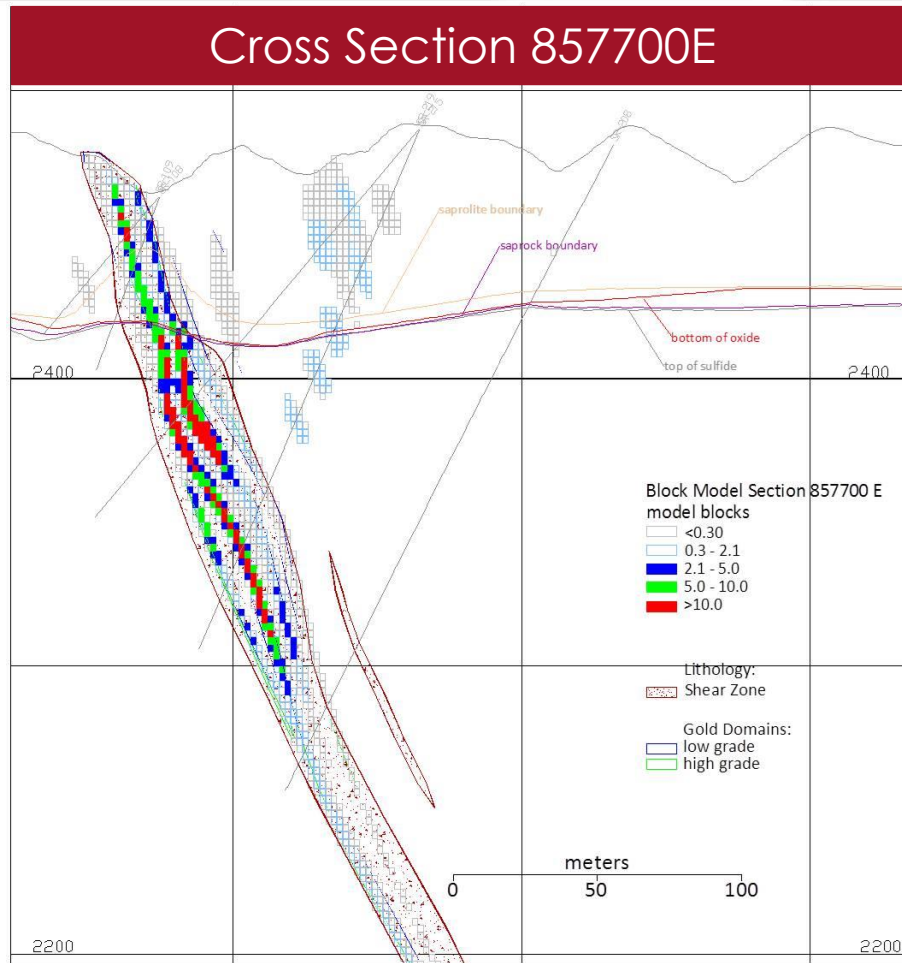 Cross Section 857700E
saprolite boundary
saprock boundary
bottom of oxide
top of sulfide
2400
2400
Block Model Section 857700 E
model blocks
<0.30
0.3 - 2.1
2.1 - 5.0
5.0 - 10.0
>10.0
Lithology:
Shear Zone
Gold Domains:
low grade
high grade
meters
0
50
100
2200
2200